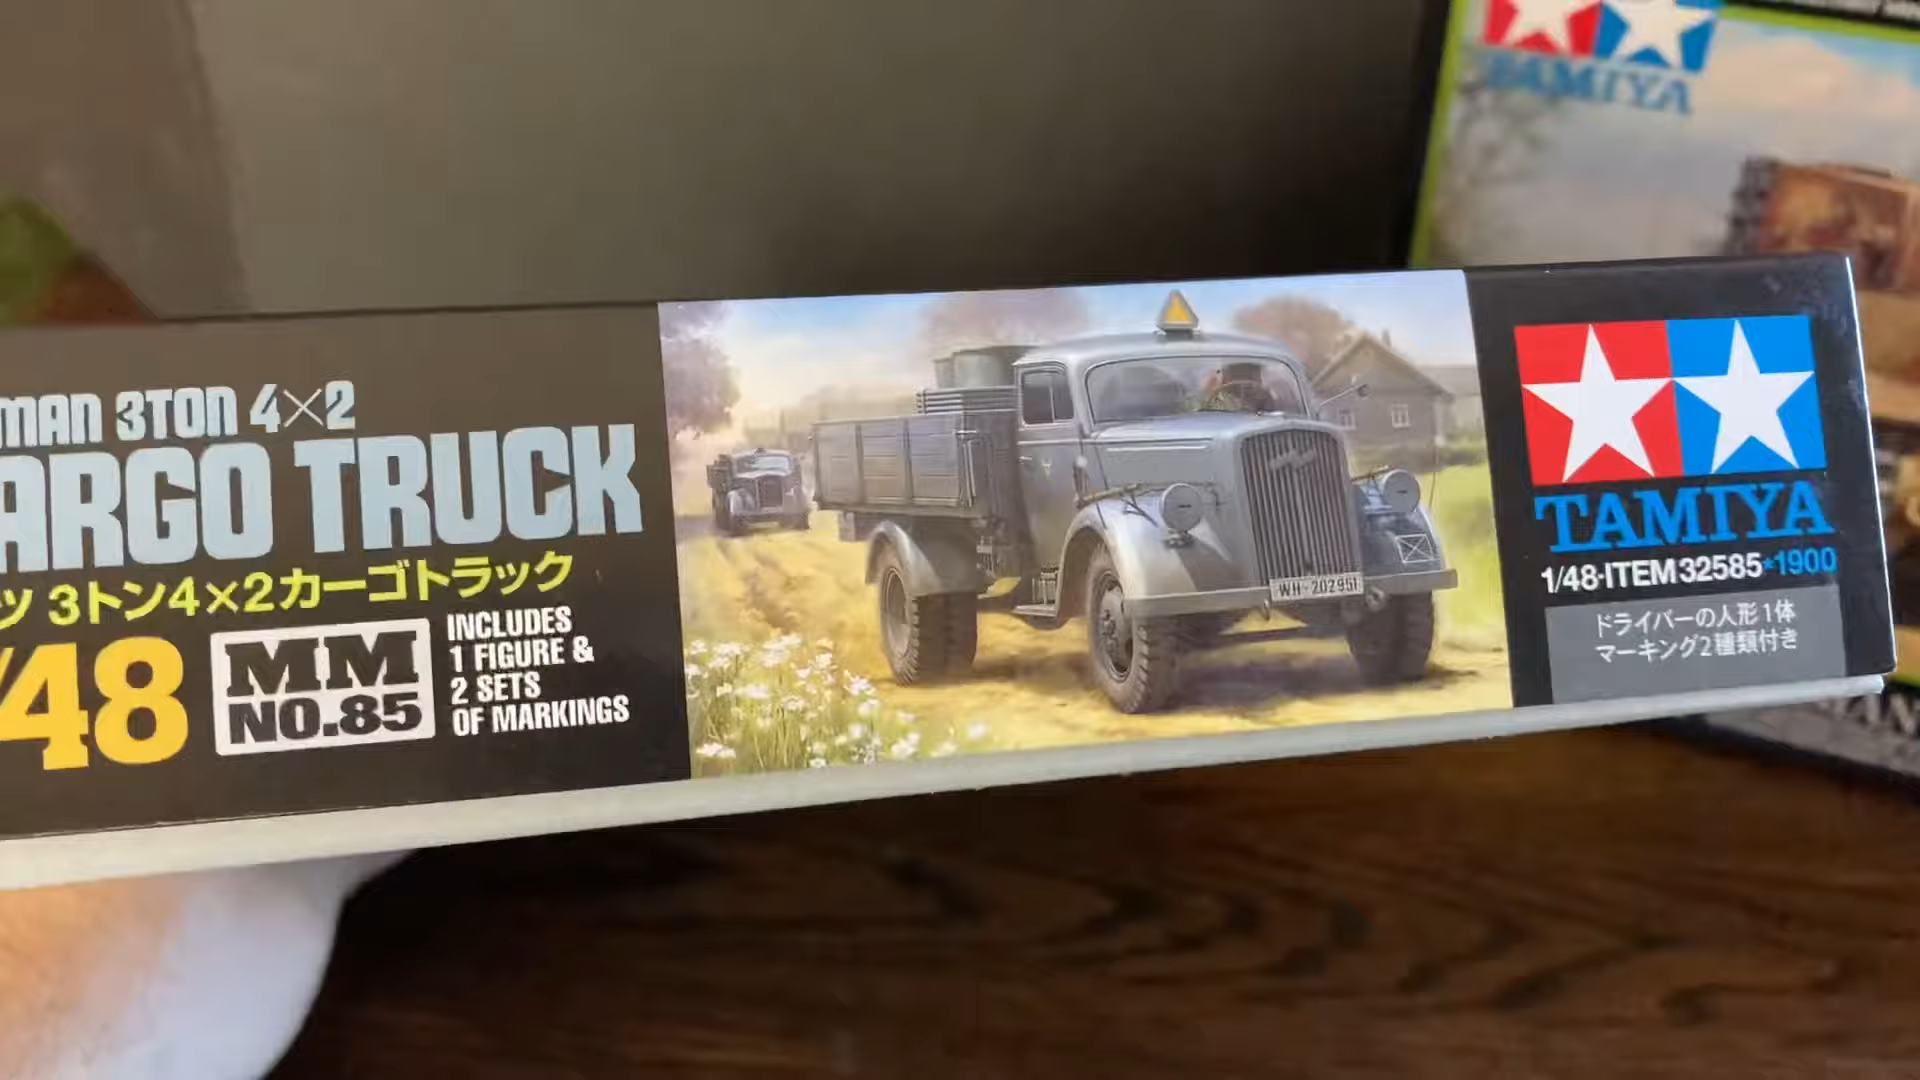 MAN 3TON 4×2
ARGO TRUCK
ツ 3トン4×2カーゴトラック
/48
MM
NO.85
INCLUDES
1 FIGURE &
2 SETS
OF MARKINGS
WH-202951
TAMIYA
1/48·ITEM 32585*1900
ドライバーの人形1体
マーキング2種類付き
TAMIYA